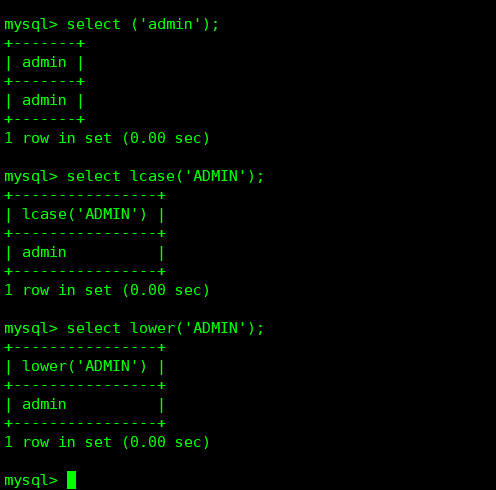 mysql> select ('admin');
+-------+
| admin |
+-------+
| admin |
+-------+
1 row in set (0.00 sec)

mysql> select lcase('ADMIN');
+----------------+
| lcase('ADMIN') |
+----------------+
| admin          |
+----------------+
1 row in set (0.00 sec)

mysql> select lower('ADMIN');
+----------------+
| lower('ADMIN') |
+----------------+
| admin          |
+----------------+
1 row in set (0.00 sec)

mysql>